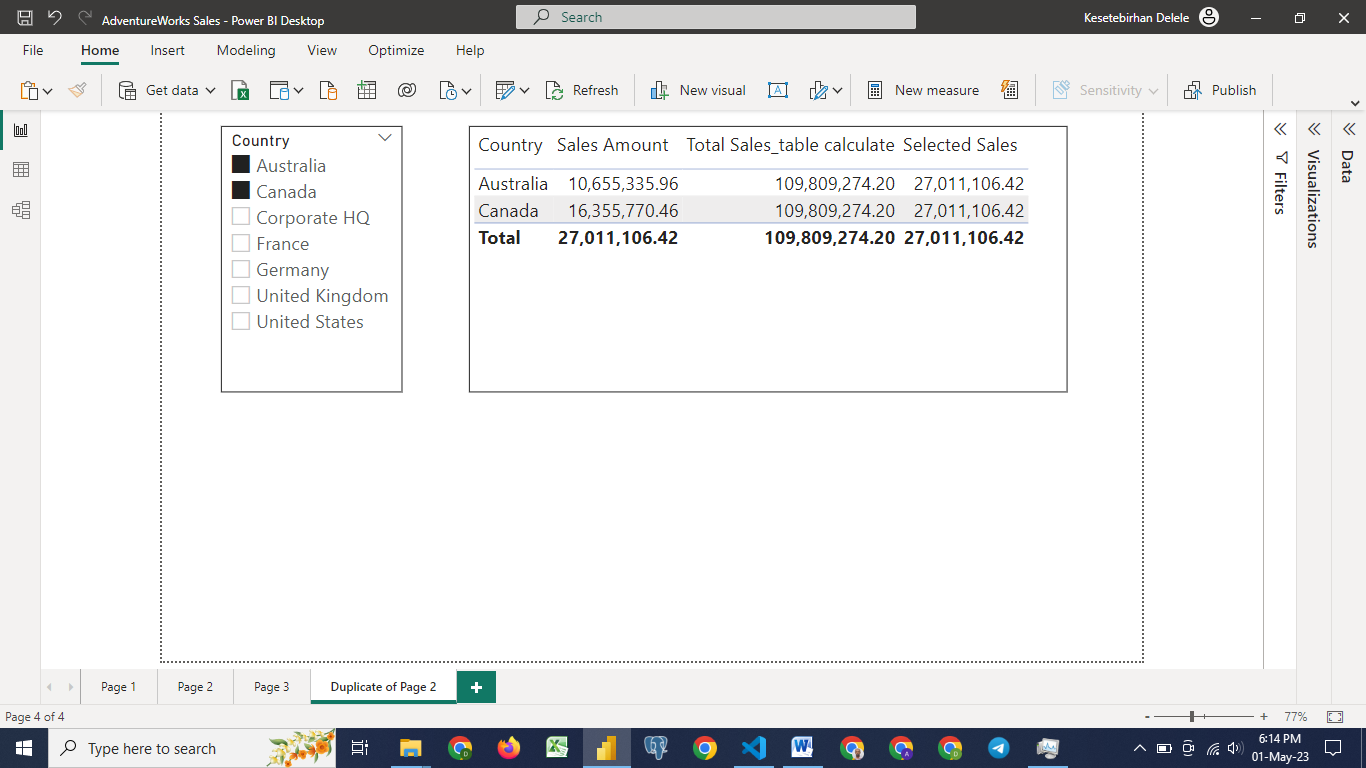 AdventureWorks Sales - Power BI Desktop
Search
Kesetebirhan Delele
File Home Insert Modeling View Optimize Help
Get data
New visual
New measure
Refresh
Sensitivity
Publish
Country
Australia
Canada
Corporate HQ
France
Germany
United Kingdom
United States
Country Sales Amount Total Sales_table calculate Selected Sales
Australia 10,655,335.96 109,809,274.20 27,011,106.42
Canada 16,355,770.46 109,809,274.20 27,011,106.42
Total 27,011,106.42 109,809,274.20 27,011,106.42
Filters
Visualizations
Data
Page 1 Page 2 Page 3 Duplicate of Page 2
Page 4 of 4
77%
Type here to search
6:14 PM
01-May-23